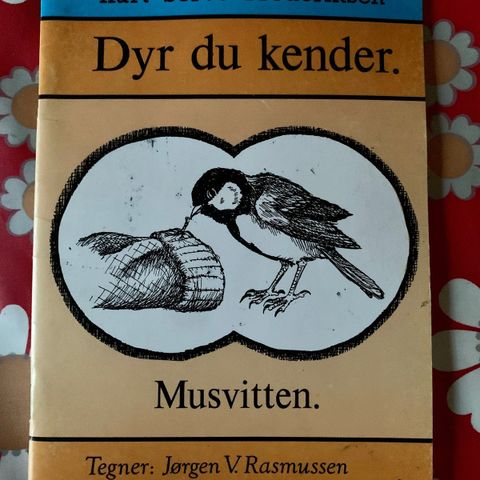 Dyr du kender.
Musvitten.
Tegner: Jørgen V. Rasmussen